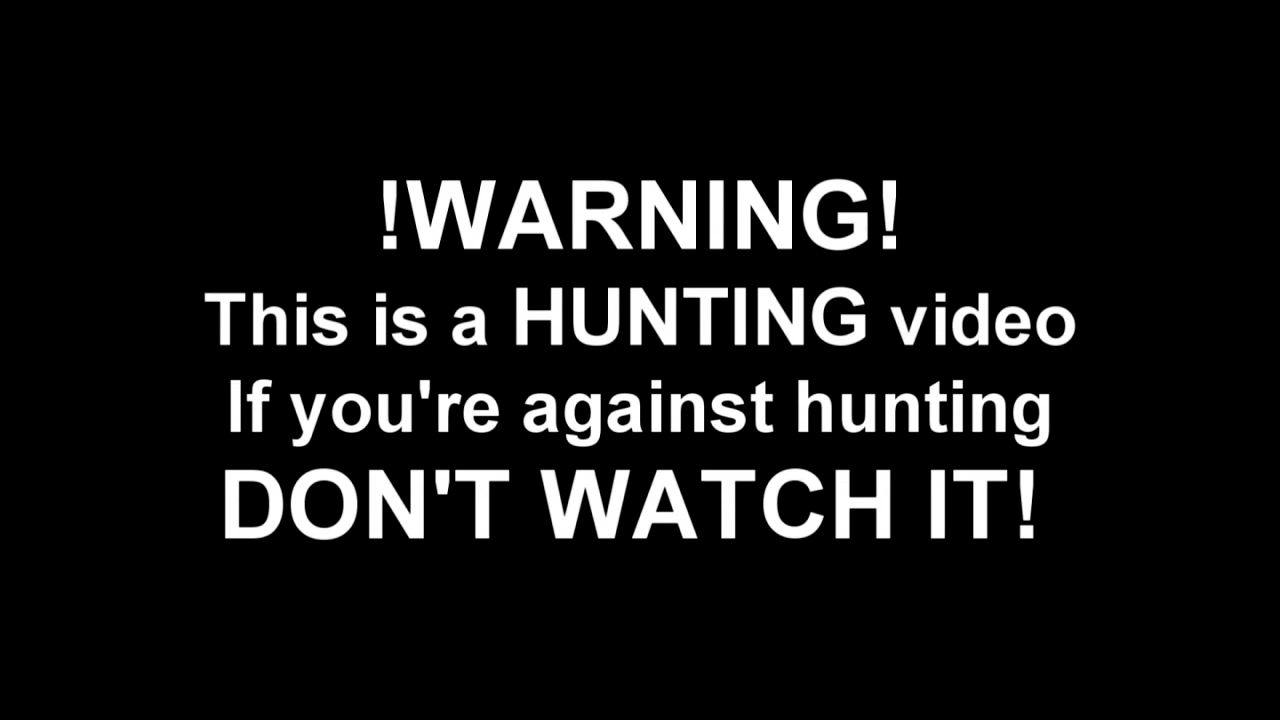 !WARNING!
This is a HUNTING video
If you're against hunting
DON'T WATCH IT!